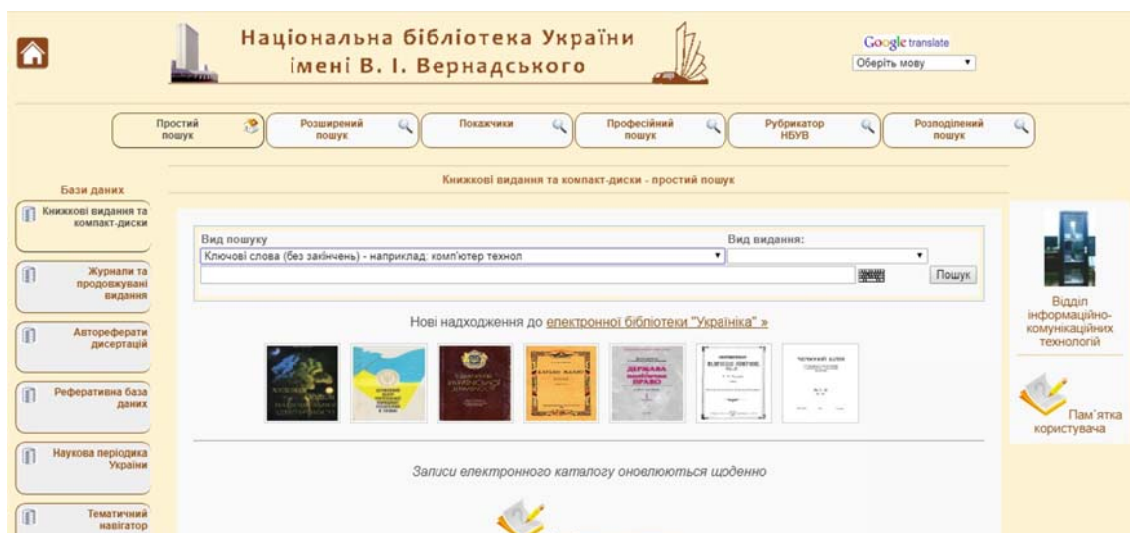 Національна бібліотека України
імені В. І. Вернадського
Google translate
Оберіть мову
Простий
пошук
Розширений
пошук
Покажчики
Професійний
пошук
Рубрикатор
НБУВ
Розподілений
пошук
Бази даних
Книжкові видання та
компакт-диски
Журнали та
продовжувані
видання
Автореферати
дисертацій
Реферативна база
даних
Наукова періодика
України
Тематичний
навігатор
Книжкові видання та компакт-диски - простий пошук
Вид пошуку
Вид видання:
Ключові слова (без закінчень) - наприклад: комп'ютер технол
Пошук
Нові надходження до електронної бібліотеки "Україніка" »
ДЕРЖАВА
ПРАВО
Записи електронного каталогу оновлюються щоденно
Відділ
інформаційно-
комунікаційних
технологій
Пам`ятка
користувача